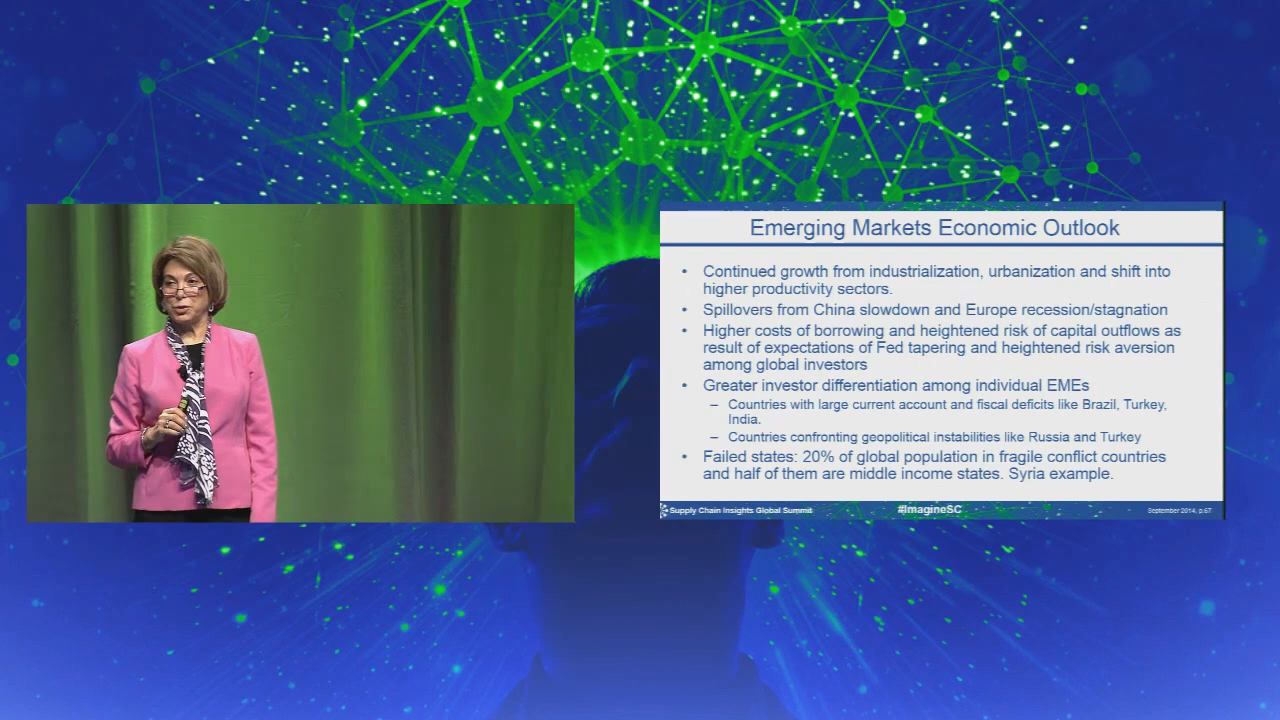 Emerging Markets Economic Outlook
• Continued growth from industrialization, urbanization and shift into
higher productivity sectors.
• Spillovers from China slowdown and Europe recession/stagnation
• Higher costs of borrowing and heightened risk of capital outflows as
result of expectations of Fed tapering and heightened risk aversion
among global investors
• Greater investor differentiation among individual EMEs
– Countries with large current account and fiscal deficits like Brazil, Turkey,
India.
– Countries confronting geopolitical instabilities like Russia and Turkey
• Failed states: 20% of global population in fragile conflict countries
and half of them are middle income states. Syria example.
Supply Chain Insights Global Summit
#ImagineSC
September 2014, p.67